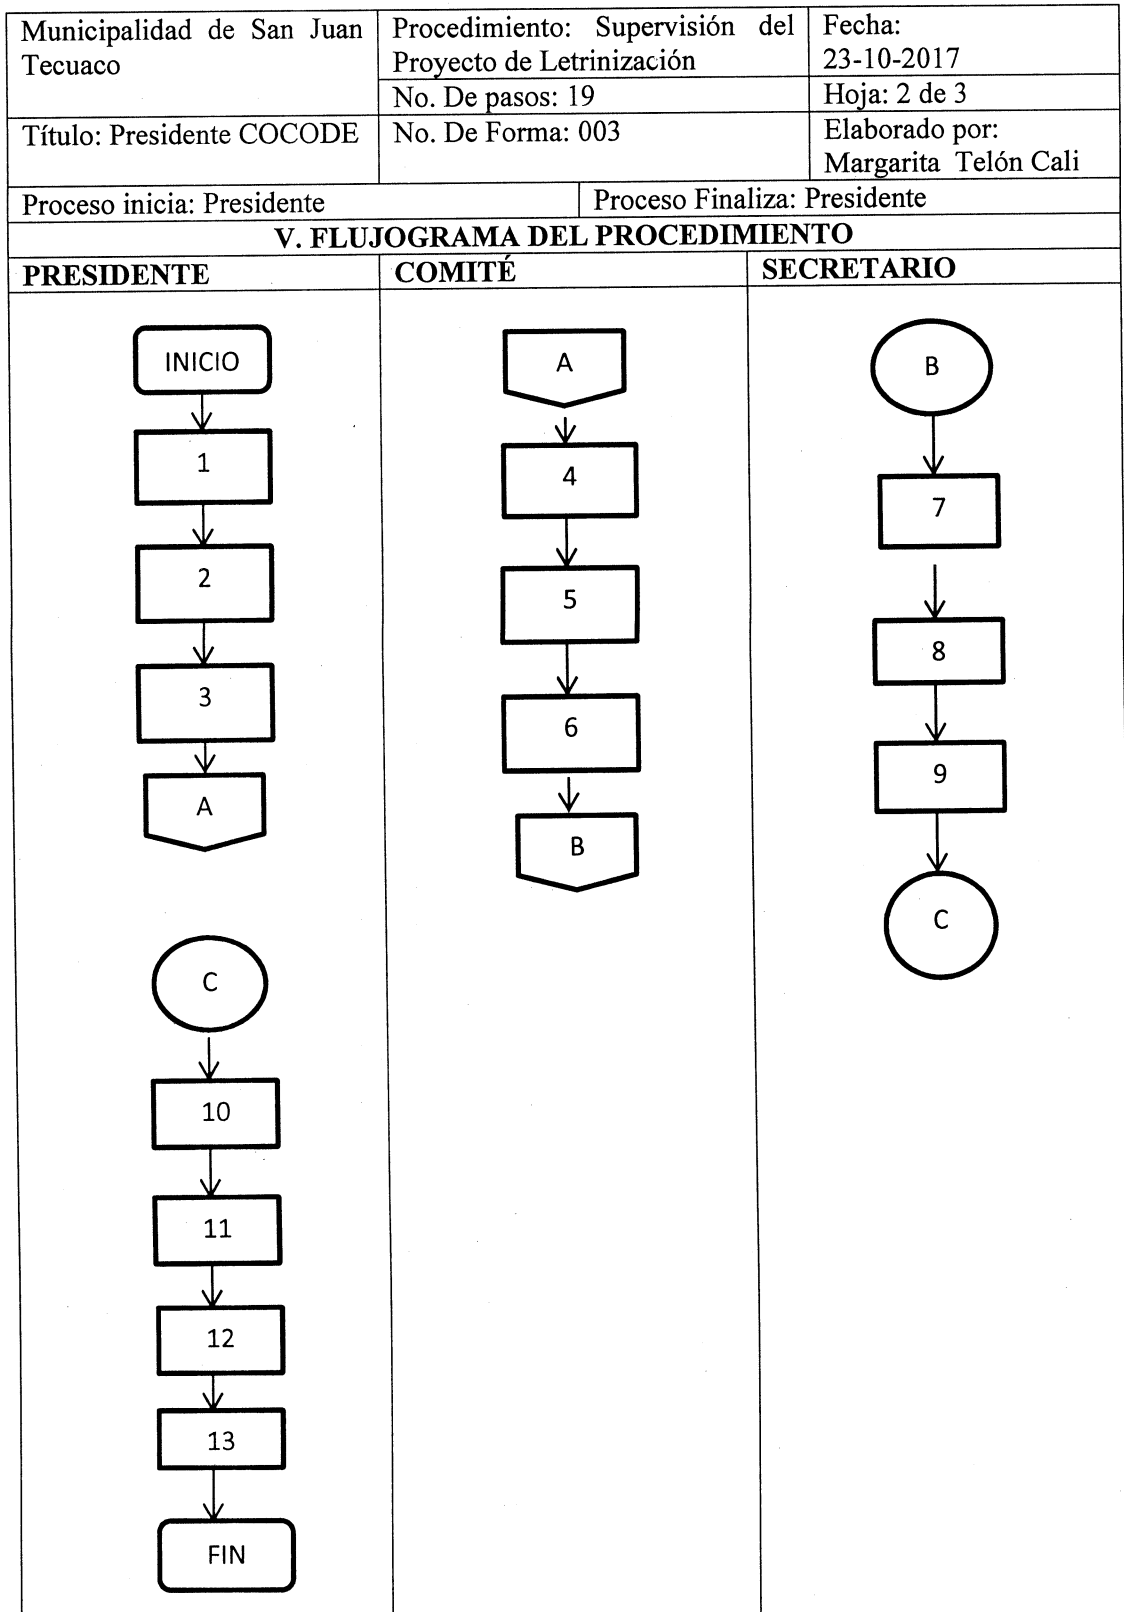 Municipalidad de San Juan
Tecuaco
Procedimiento: Supervisión del
Proyecto de Letrinización
Fecha:
23-10-2017
No. De pasos: 19
Hoja: 2 de 3
Título: Presidente COCODE
No. De Forma: 003
Elaborado por:
Margarita Telón Cali
Proceso inicia: Presidente
Proceso Finaliza: Presidente
V. FLUJOGRAMA DEL PROCEDIMIENTO
PRESIDENTE
COMITÉ
SECRETARIO
INICIO
1
2
3
A
C
10
11
12
13
FIN
A
4
5
6
B
B
7
8
9
C